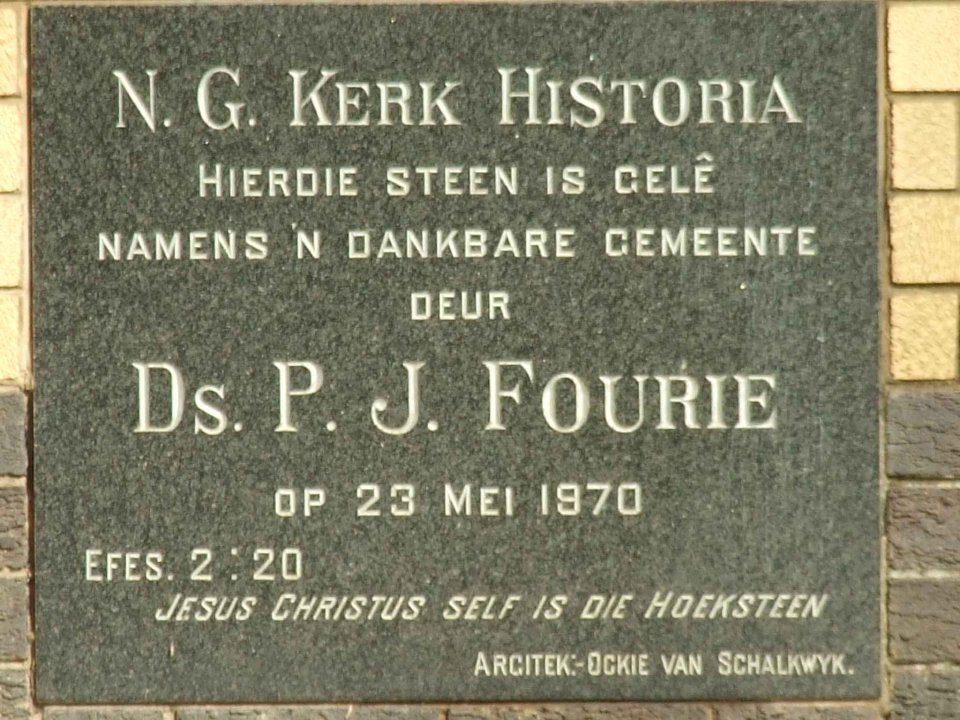 N. G. KERK HISTORIA
HIERDIE STEEN IS GELÊ
NAMENS 'N DANKBARE GEMEENTE
DEUR
DS. P. J. FOURIE
OP 23 MEI 1970
EFES. 2 : 20
JESUS CHRISTUS SELF IS DIE HOEKSTEEN
ARGITEK:-OCKIE VAN SCHALKWYK.